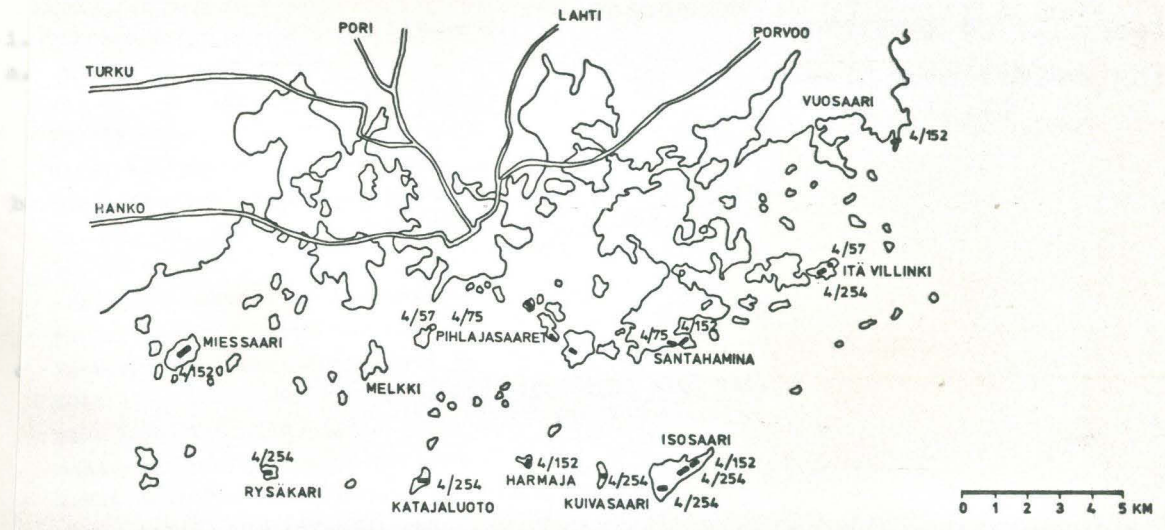 LAHTI
PORI
PORVOO
TURKU
VUOSAARI
4/152
HANKO
4/57
ITÄ VILLINKI
4/254
4/57 4/75
PIHLAJASAARET
4/75 4/152
SANTAHAMINA
MIESSAARI
4/152
MELKKI
ISOSAARI
4/254
RYSÄKARI
4/254
KATAJALUOTO
4/152
HARMAJA
4/254
KUIVASAARI
4/152
4/254
4/254
0 1 2 3 4 5 KM